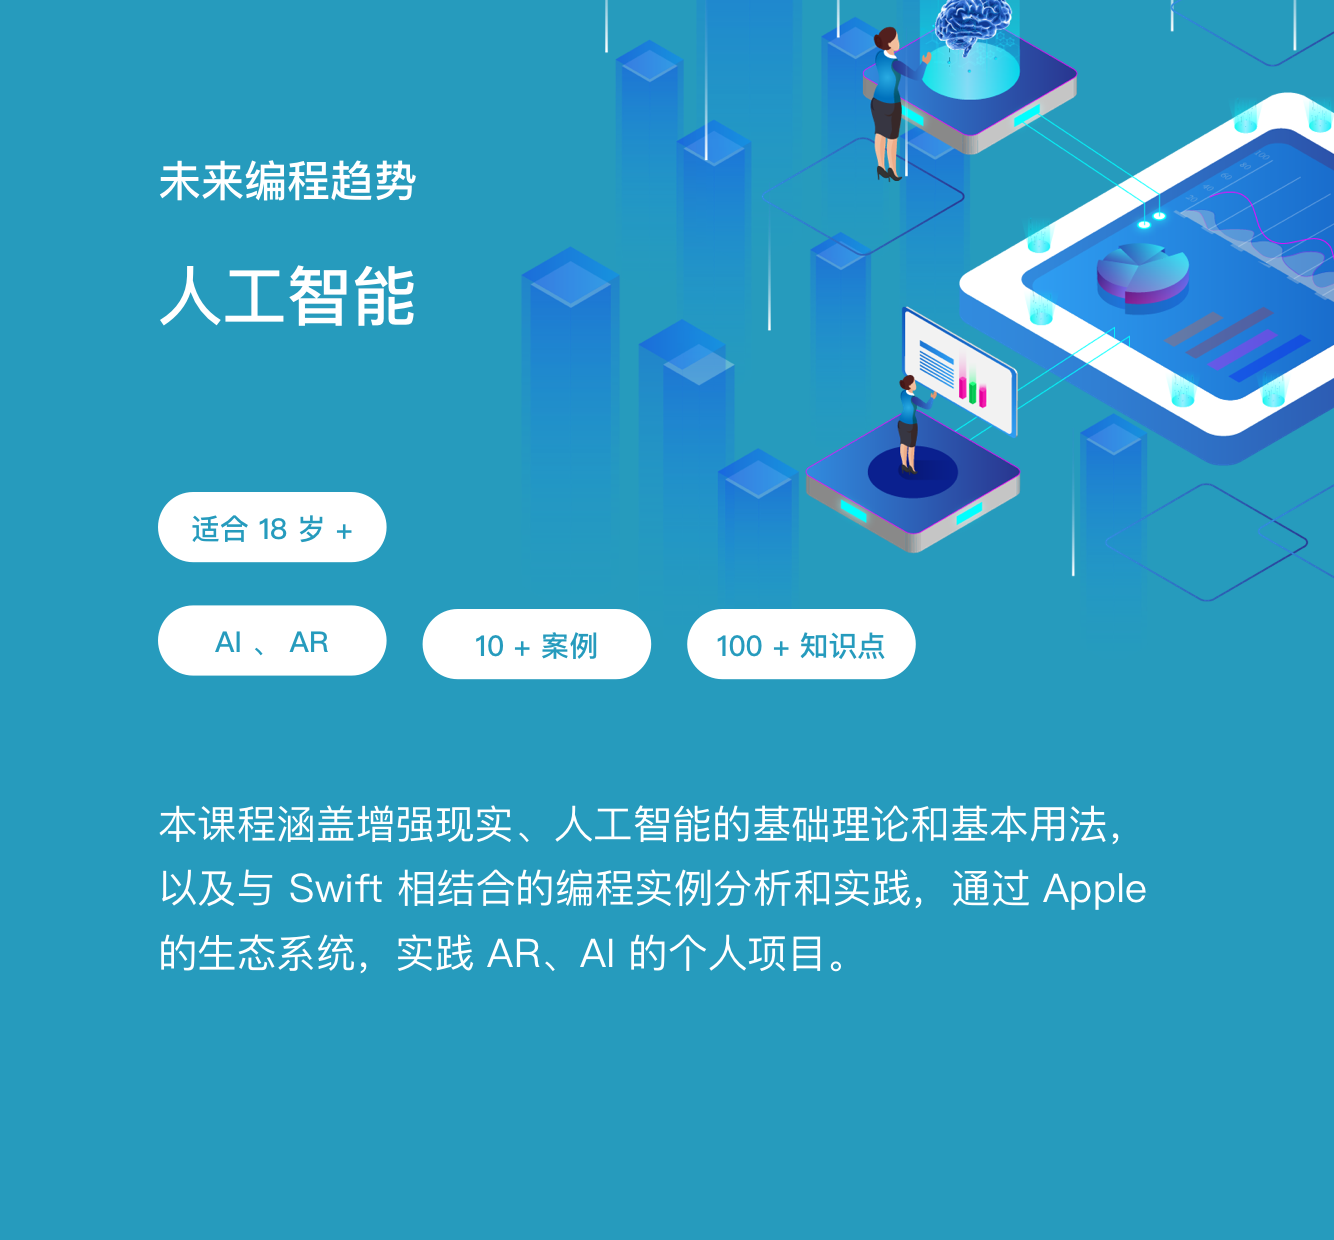 未来编程趋势
人工智能
适合 18 岁 +
AI 、 AR
10 + 案例
100 + 知识点
本课程涵盖增强现实、人工智能的基础理论和基本用法，
以及与 Swift 相结合的编程实例分析和实践，通过 Apple
的生态系统，实践 AR、AI 的个人项目。